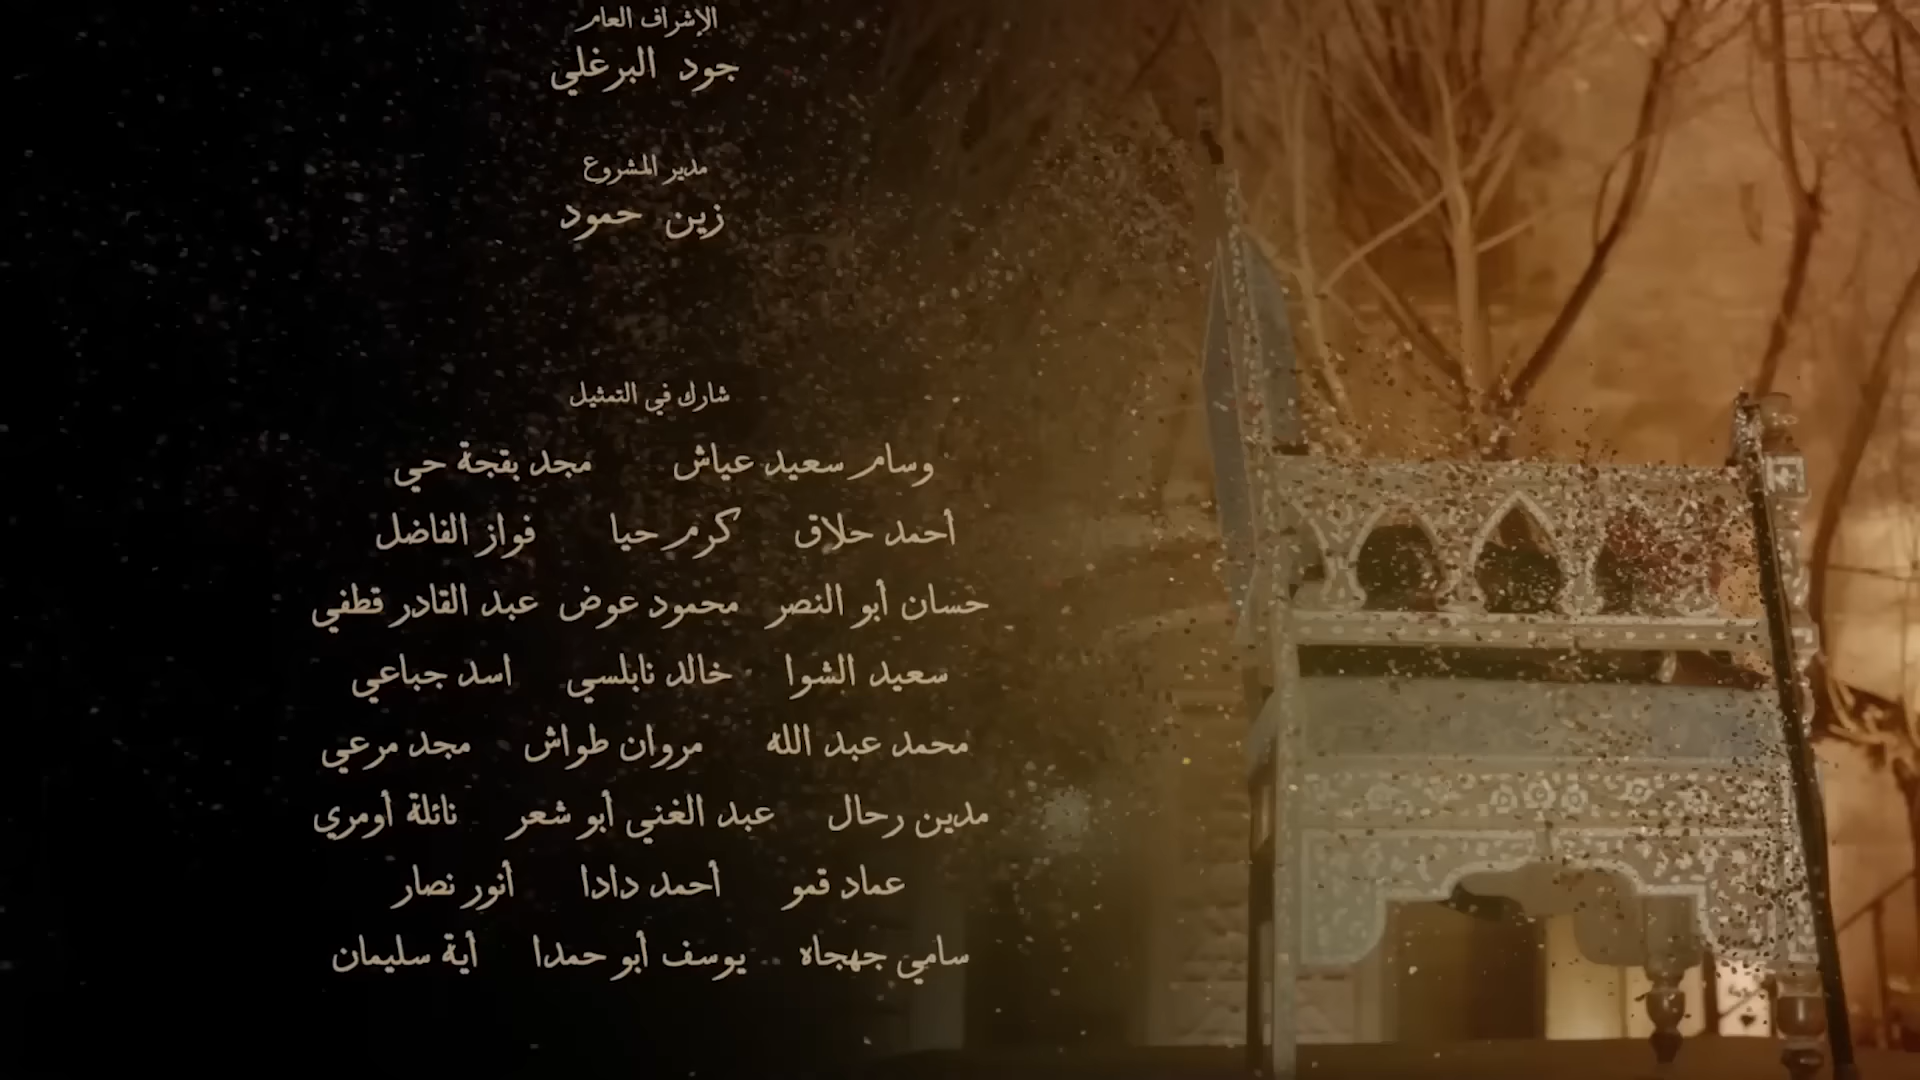 الإشراف العام
جود البرغلي
مدير المشروع
زين حمود
شارك في التمثيل
وسام سعيد عياش مجد بقجة حي
أحمد حلاق كرم حيا فواز الفاضل
حسان أبو النصر محمود عوض عبد القادر قطفي
سعيد الشوا خالد نابلسي اسد جباعي
محمد عبد الله مروان طواش مجد مرعي
مدين رحال عبد الغني أبو شعر نائلة أومري
عماد قمو أحمد دادا أنور نصار
سامي جهجاه يوسف أبو حمدا أية سليمان